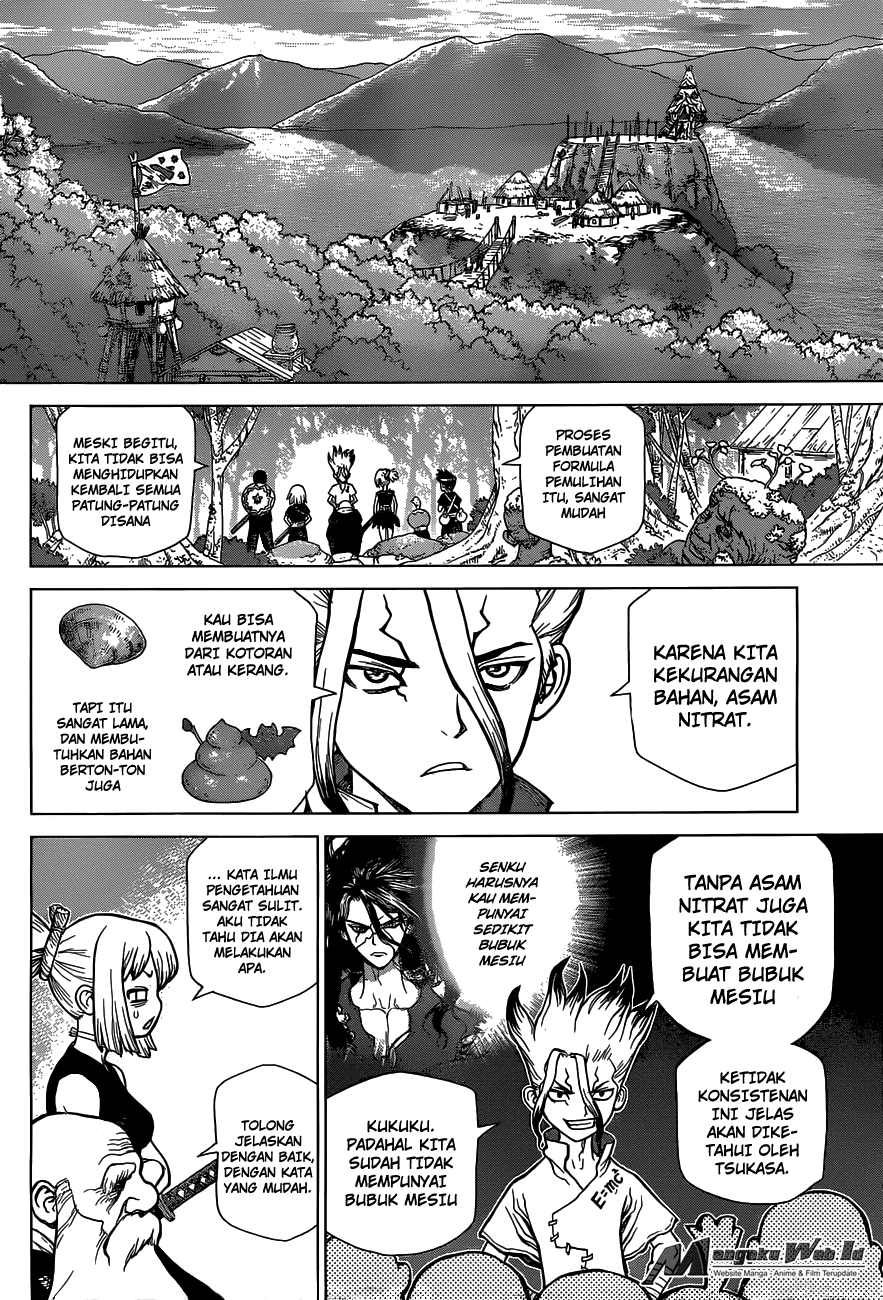 PROSES
PEMBUATAN
FORMULA
PEMULIHAN
ITU, SANGAT
MUDAH
MESKI BEGITU,
KITA TIDAK BISA
MENGHIDUPKAN
KEMBALI SEMUA
PATUNG-PATUNG
DISANA
KARENA KITA
KEKURANGAN
BAHAN, ASAM
NITRAT.
KAU BISA
MEMBUATNYA
DARI KOTORAN
ATAU KERANG.
TAPI ITU
SANGAT LAMA,
DAN MEMBU-
TUHKAN BAHAN
BERTON-TON
JUGA
TANPA ASAM
NITRAT JUGA
KITA TIDAK
BISA MEM-
BUAT BUBUK
MESIU
SENKU
HARUSNYA
KAU MEM-
PUNYAI
SEDIKIT
BUBUK
MESIU
KETIDAK
KONSISTENAN
INI JELAS
AKAN DIKE-
TAHUI OLEH
TSUKASA.
KUKUKU.
PADAHAL KITA
SUDAH TIDAK
MEMPUNYAI
BUBUK MESIU
E=mc²
... KATA ILMU
PENGETAHUAN
SANGAT SULIT.
AKU TIDAK
TAHU DIA AKAN
MELAKUKAN
APA.
TOLONG
JELASKAN
DENGAN BAIK,
DENGAN KATA
YANG MUDAH.
Mangaku Web Id
Website Manga - Anime & Film Terupdate